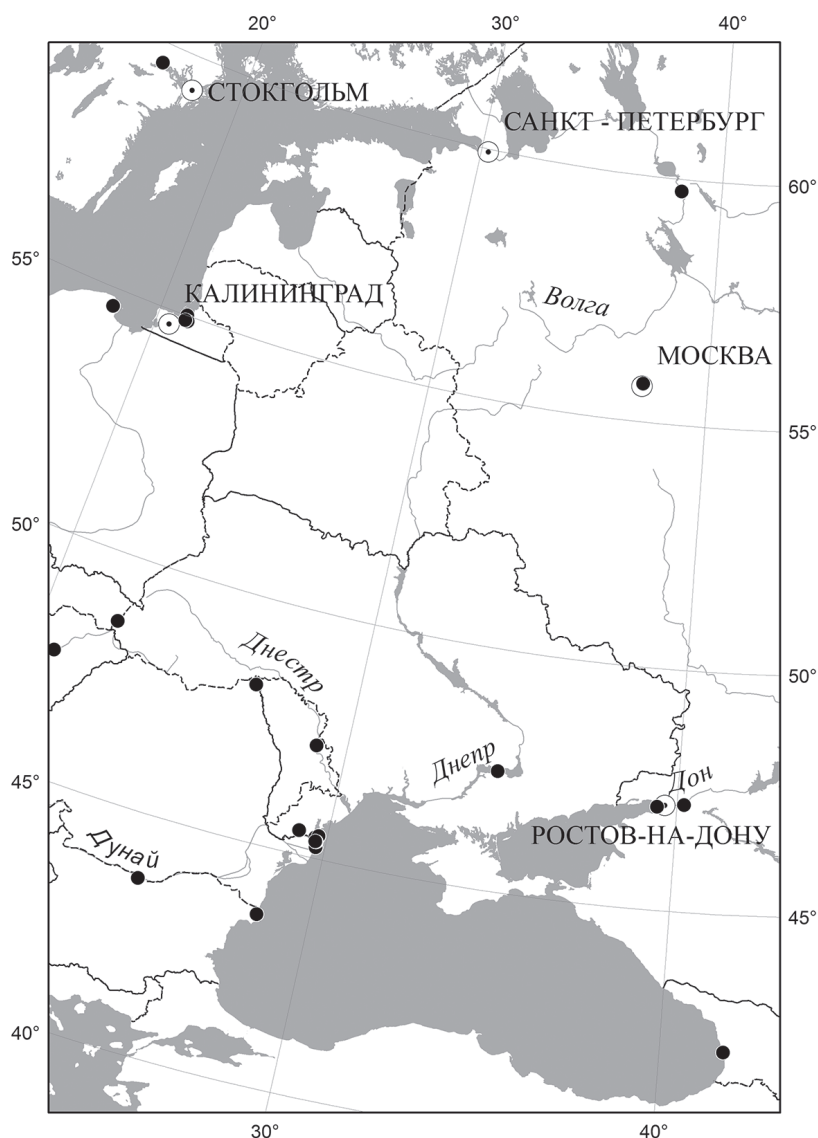 20° 30° 40°
СТОКГОЛЬМ
САНКТ - ПЕТЕРБУРГ
60°
55°
КАЛИНИНГРАД
Волга
МОСКВА
55°
50°
Днестр
50°
Днепр
Дон
45°
РОСТОВ-НА-ДОНУ
Дунай
45°
40°
30° 40°